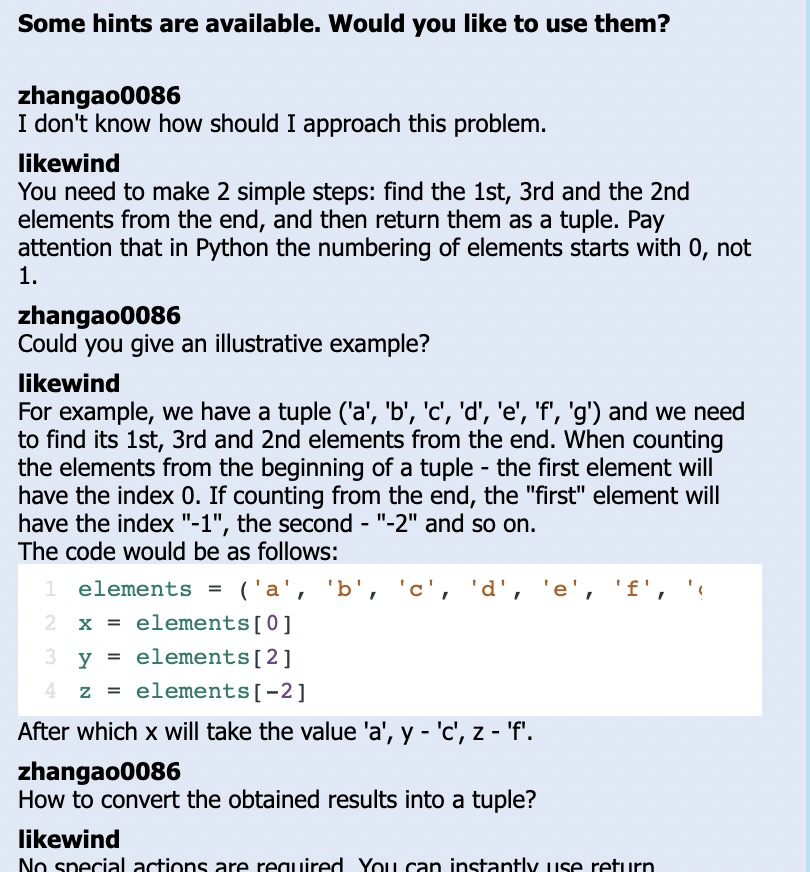 Some hints are available. Would you like to use them?
zhangao0086
I don't know how should I approach this problem.
likewind
You need to make 2 simple steps: find the 1st, 3rd and the 2nd
elements from the end, and then return them as a tuple. Pay
attention that in Python the numbering of elements starts with 0, not
1.
zhangao0086
Could you give an illustrative example?
likewind
For example, we have a tuple ('a', 'b', 'c', 'd', 'e', 'f', 'g') and we need
to find its 1st, 3rd and 2nd elements from the end. When counting
the elements from the beginning of a tuple - the first element will
have the index 0. If counting from the end, the "first" element will
have the index "-1", the second - "-2" and so on.
The code would be as follows:
1 elements = ('a', 'b', 'c', 'd', 'e', 'f', '
2 x = elements[0]
3 y = elements[2]
4 z = elements[-2]
After which x will take the value 'a', y - 'c', z - 'f'.
zhangao0086
How to convert the obtained results into a tuple?
likewind
No special actions are required. You can instantly use return